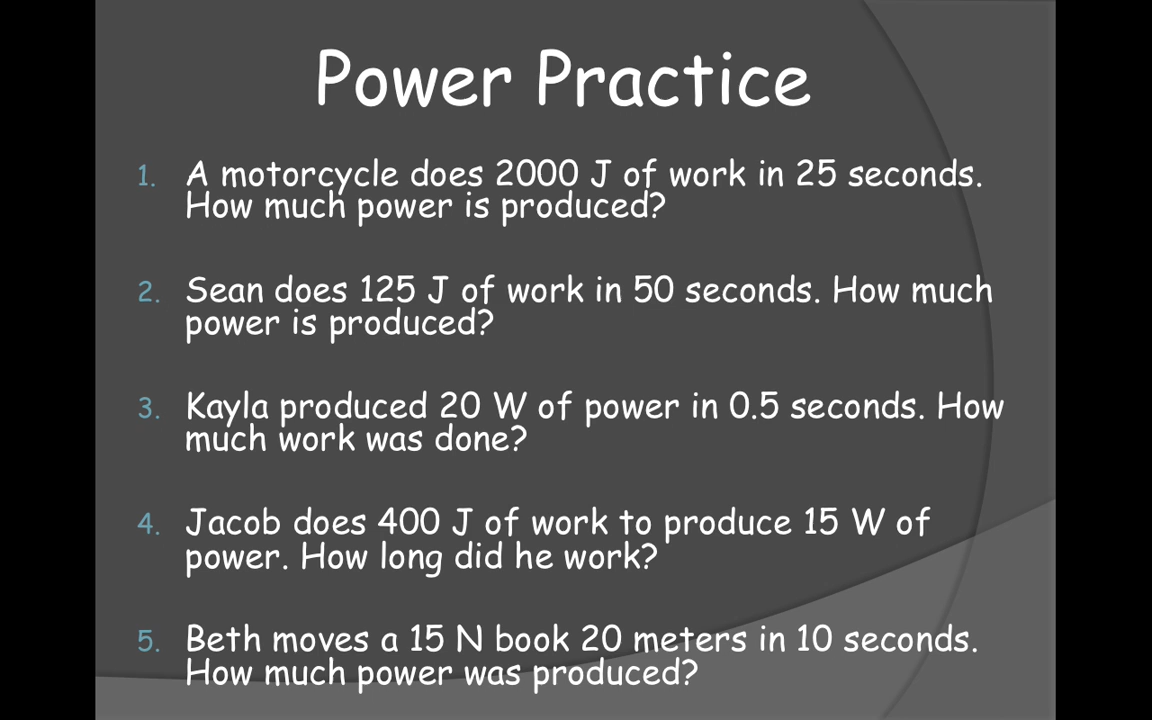 Power Practice
1. A motorcycle does 2000 J of work in 25 seconds.
How much power is produced?
2. Sean does 125 J of work in 50 seconds. How much
power is produced?
3. Kayla produced 20 W of power in 0.5 seconds. How
much work was done?
4. Jacob does 400 J of work to produce 15 W of
power. How long did he work?
5. Beth moves a 15 N book 20 meters in 10 seconds.
How much power was produced?